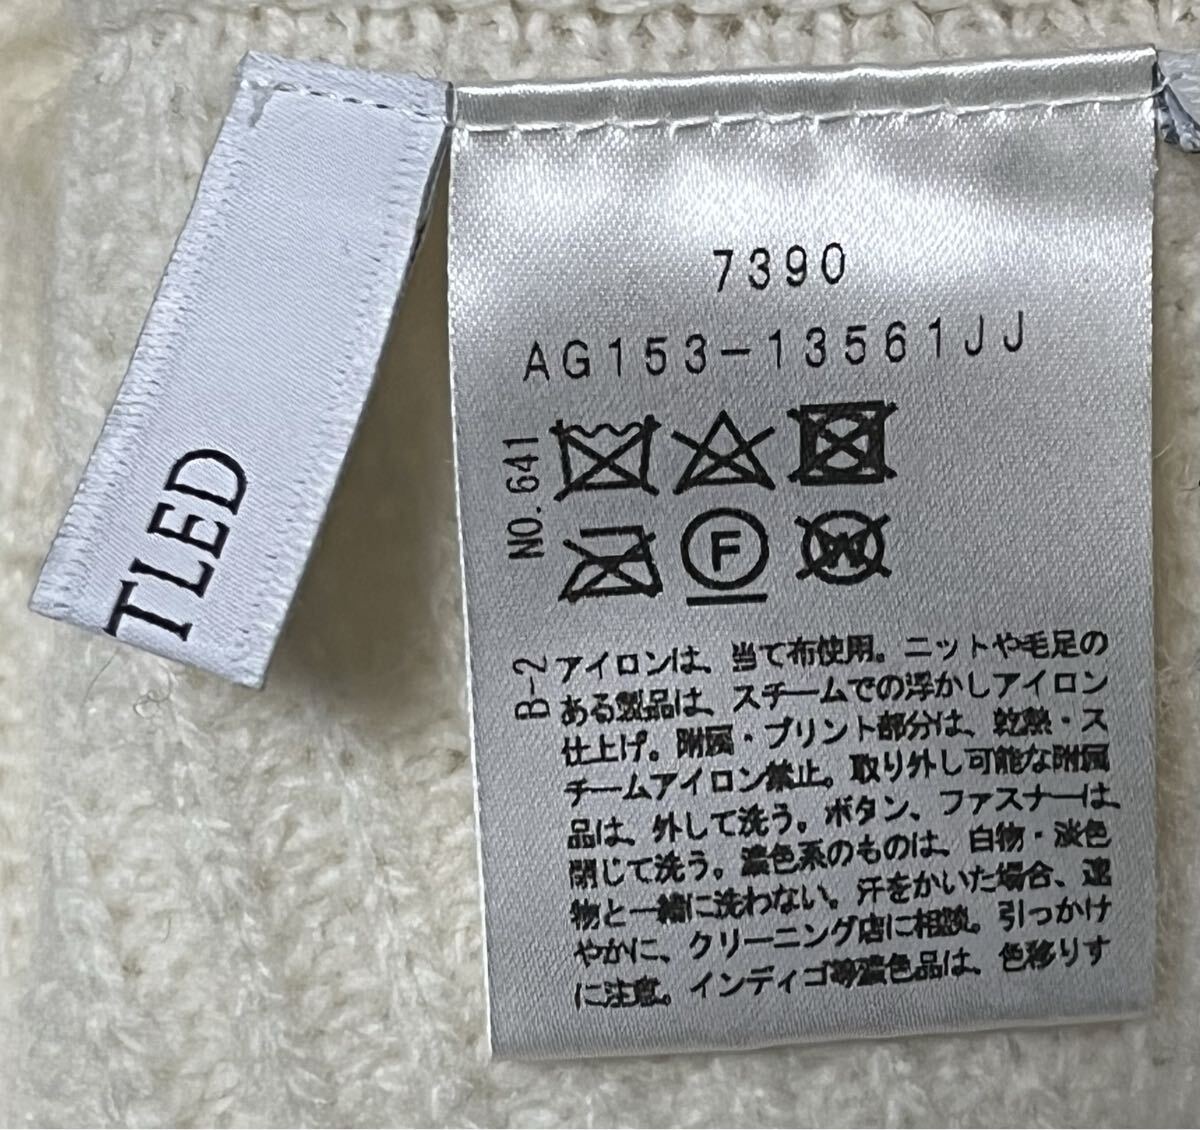 TLED
7390
AG153-13561JJ
NO.641
F
W
B-2
アイロンは、当て布使用。ニットや毛足の
ある製品は、スチームでの浮かしアイロン
仕上げ。附属・プリント部分は、乾熱・ス
チームアイロン禁止。取り外し可能な附属
品は、外して洗う。ボタン、ファスナーは、
閉じて洗う。濃色系のものは、白物・淡色
物と一緒に洗わない。汗をかいた場合、速
やかに、クリーニング店に相談。引っかけ
に注意。インディゴ等濃色品は、色移りす